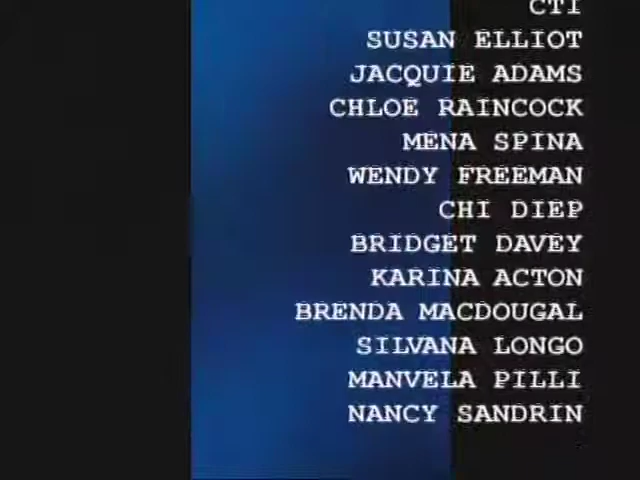 CTI
SUSAN ELLIOT
JACQUIE ADAMS
CHLOE RAINCOCK
MENA SPINA
WENDY FREEMAN
CHI DIEP
BRIDGET DAVEY
KARINA ACTON
BRENDA MACDOUGAL
SILVANA LONGO
MANVELA PILLI
NANCY SANDRIN